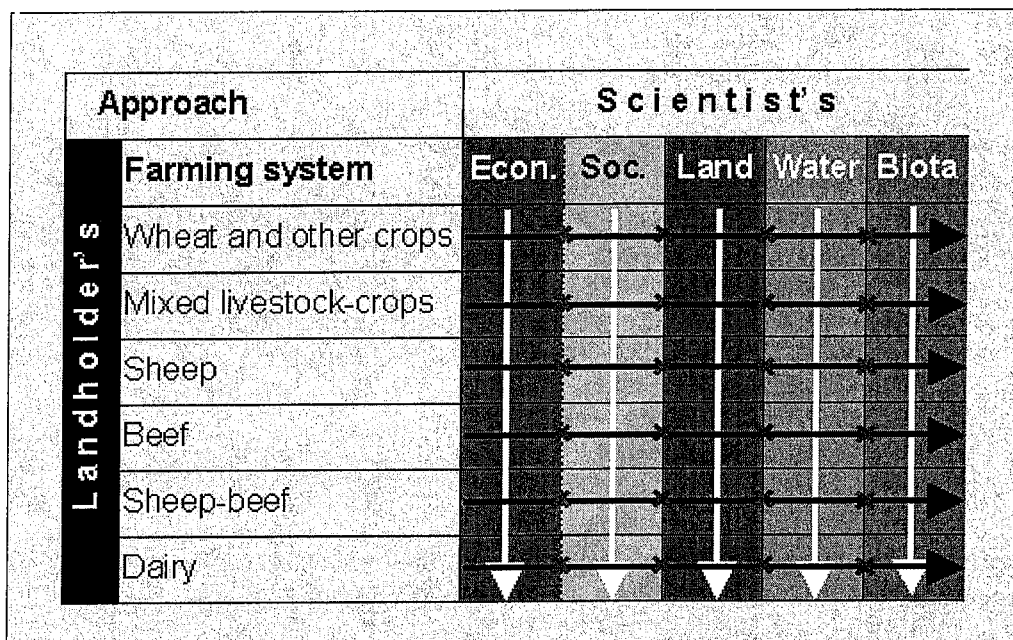 Approach
Scientist's
Landholder's
Farming system
Econ.
Soc.
Land
Water
Biota
Wheat and other crops
Mixed livestock-crops
Sheep
Beef
Sheep-beef
Dairy